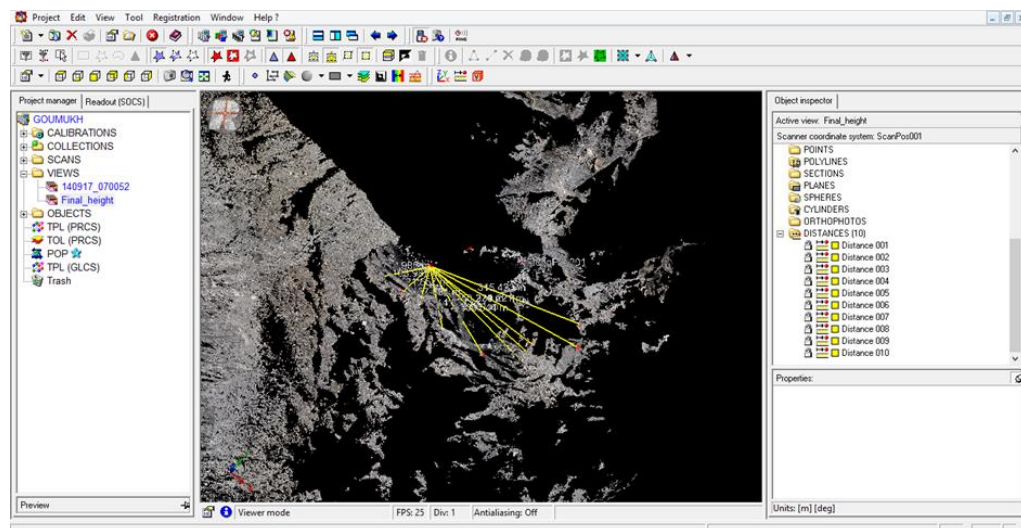 Project Edit View Tool Registration Window Help ?
Project manager Readout (SOCS)
GOUMUKH
CALIBRATIONS
COLLECTIONS
SCANS
VIEWS
140917_070052
Final_height
OBJECTS
TPL (PRCS)
TOL (PRCS)
POP
TPL (GLCS)
Trash
Preview
Viewer mode FPS: 25 Div: 1 Antialiasing: Off
Object inspector
Active view: Final_height
Scanner coordinate system: ScanPos001
POINTS
POLYLINES
SECTIONS
PLANES
SPHERES
CYLINDERS
ORTHOPHOTOS
DISTANCES (10)
Distance 001
Distance 002
Distance 003
Distance 004
Distance 005
Distance 006
Distance 007
Distance 008
Distance 009
Distance 010
Properties:
Units: [m] [deg]